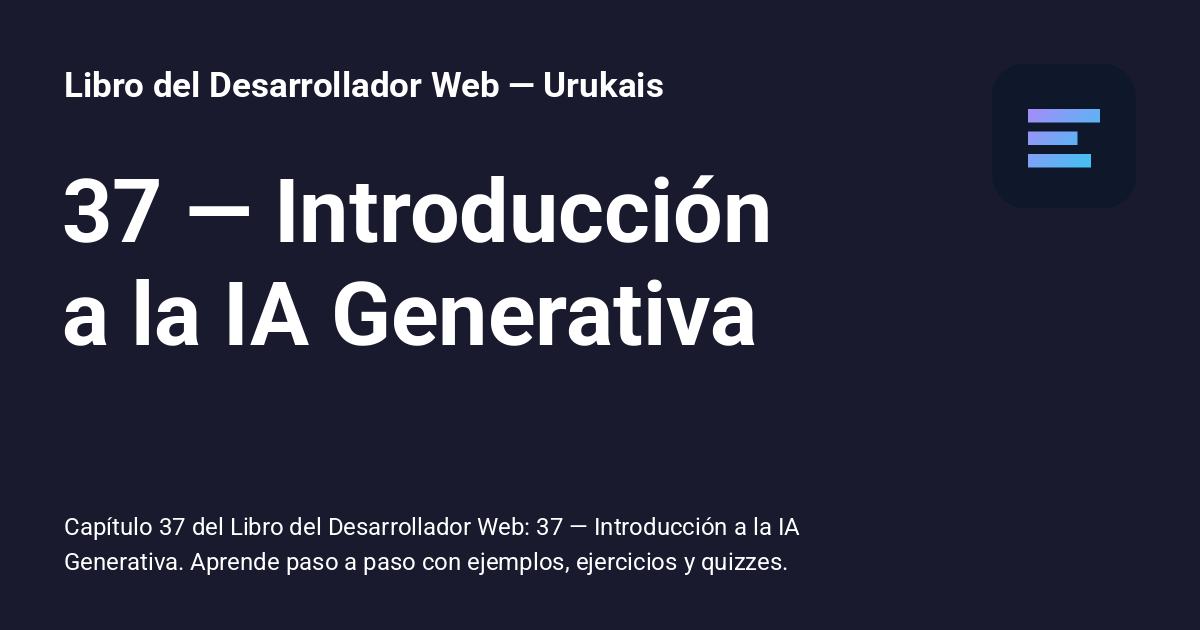 Libro del Desarrollador Web — Urukais
37 — Introducción
a la IA Generativa
Capítulo 37 del Libro del Desarrollador Web: 37 — Introducción a la IA
Generativa. Aprende paso a paso con ejemplos, ejercicios y quizzes.